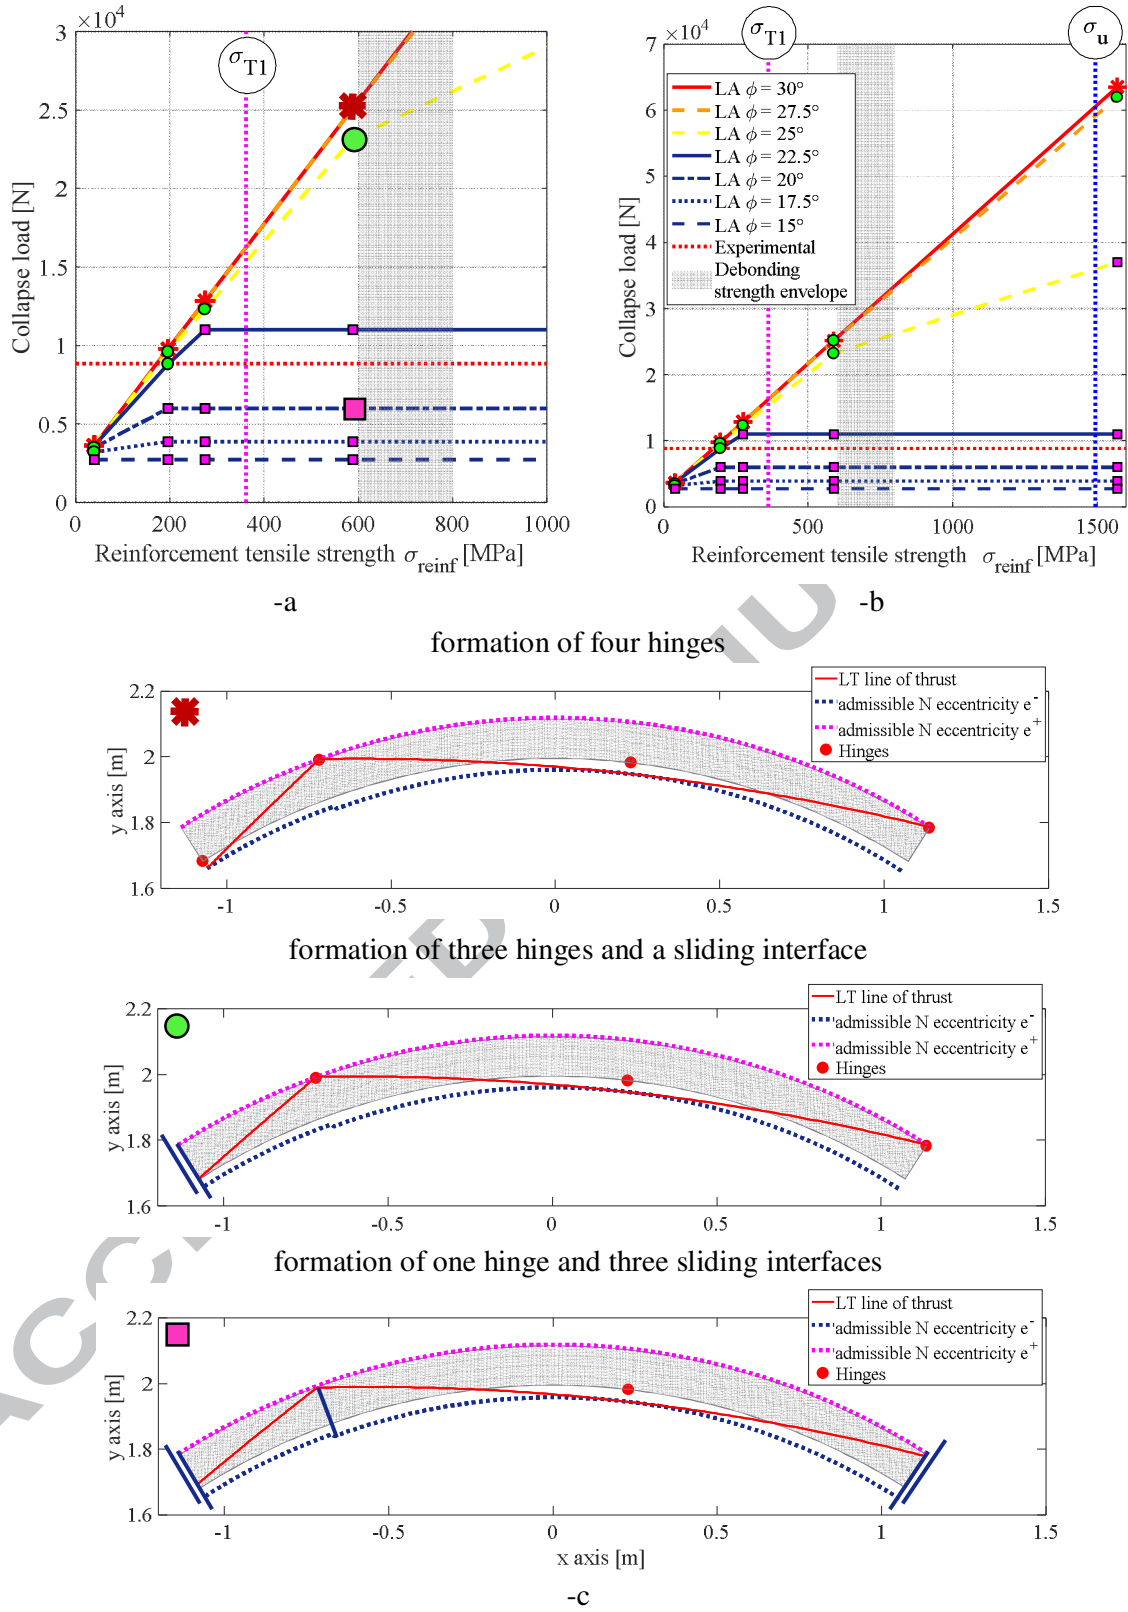 ×10⁴
3
2.5
2
1.5
1
0.5
0
0
200
400
600
800
1000
Collapse load [N]
Reinforcement tensile strength σreinf [MPa]
σT1
-a
×10⁴
7
6
5
4
3
2
1
0
0
500
1000
1500
Collapse load [N]
Reinforcement tensile strength σreinf [MPa]
σT1
σu
LA ϕ = 30°
LA ϕ = 27.5°
LA ϕ = 25°
LA ϕ = 22.5°
LA ϕ = 20°
LA ϕ = 17.5°
LA ϕ = 15°
Experimental
Debonding
strength envelope
-b
formation of four hinges
2.2
2
1.8
1.6
y axis [m]
-1
-0.5
0
0.5
1
1.5
LT line of thrust
admissible N eccentricity e⁻
admissible N eccentricity e⁺
Hinges
formation of three hinges and a sliding interface
2.2
2
1.8
1.6
y axis [m]
-1
-0.5
0
0.5
1
1.5
LT line of thrust
admissible N eccentricity e⁻
admissible N eccentricity e⁺
Hinges
formation of one hinge and three sliding interfaces
2.2
2
1.8
1.6
y axis [m]
-1
-0.5
0
0.5
1
1.5
x axis [m]
LT line of thrust
admissible N eccentricity e⁻
admissible N eccentricity e⁺
Hinges
-c